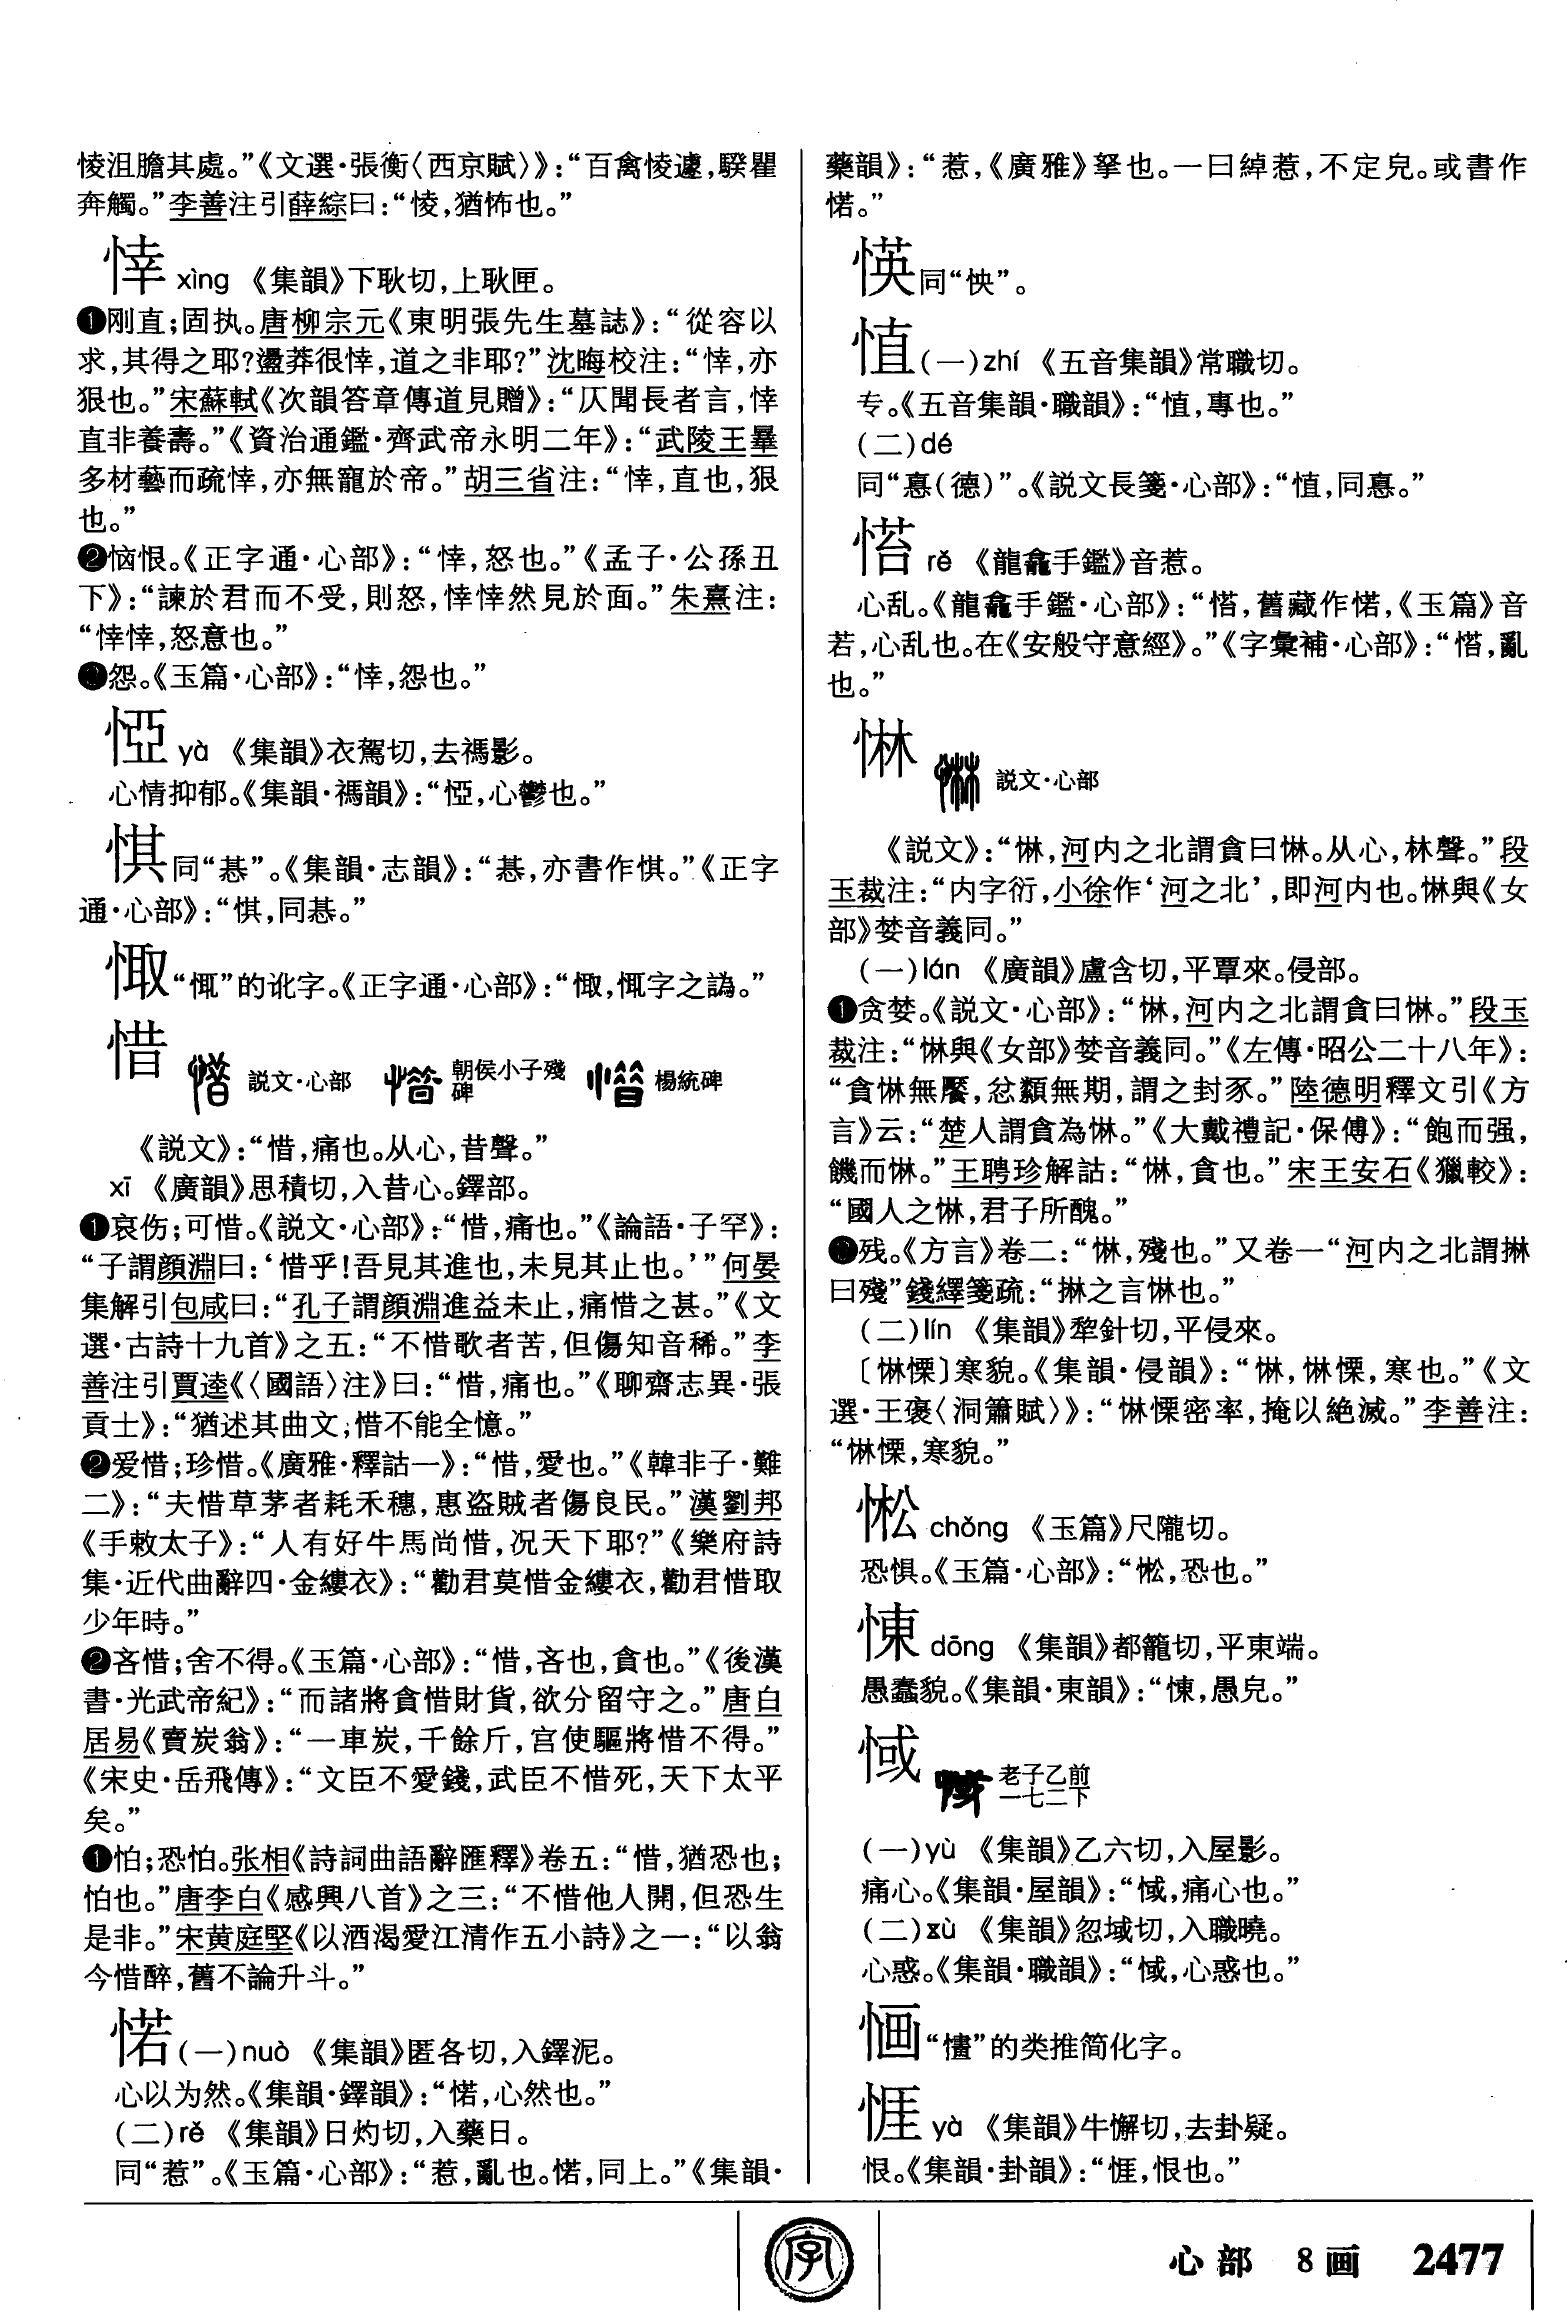 悷沮膽其處。”《文選·張衡〈西京賦〉》：“百禽㥄遽，騤瞿
奔觸。”李善注引薛綜曰：“㥄，猶怖也。”
悻 xìng 《集韻》下耿切，上耿匣。
❶刚直；固执。唐柳宗元《東明張先生墓誌》：“從容以
求，其得之耶？盪莽很悻，道之非耶？”沈晦校注：“悻，亦
狠也。”宋蘇軾《次韻答章傳道見贈》：“仄聞長者言，悻
直非養壽。”《資治通鑑·齊武帝永明二年》：“武陵王曅
多材藝而疏悻，亦無寵於帝。”胡三省注：“悻，直也，狠
也。”
❷恼恨。《正字通·心部》：“悻，怒也。”《孟子·公孫丑
下》：“諫於君而不受，則怒，悻悻然見於面。”朱熹注：
“悻悻，怒意也。”
❸怨。《玉篇·心部》：“悻，怨也。”
㤉 yà 《集韻》衣駕切，去禡影。
心情抑郁。《集韻·禡韻》：“㤉，心鬱也。”
惎同“惎”。《集韻·志韻》：“惎，亦書作惎。”《正字
通·心部》：“惎，同惎。”
㥘“㤥”的讹字。《正字通·心部》：“㥘，㤥字之譌。”
惜 説文·心部 朝侯小子殘碑 楊統碑
《説文》：“惜，痛也。从心，昔聲。”
xī 《廣韻》思積切，入昔心。鐸部。
❶哀伤；可惜。《説文·心部》：“惜，痛也。”《論語·子罕》：
“子謂顔淵曰：‘惜乎！吾見其進也，未見其止也。’”何晏
集解引包咸曰：“孔子謂顔淵進益未止，痛惜之甚。”《文
選·古詩十九首》之五：“不惜歌者苦，但傷知音稀。”李
善注引賈逵《〈國語〉注》曰：“惜，痛也。”《聊齋志異·張
貢士》：“猶述其曲文；惜不能全憶。”
❷爱惜；珍惜。《廣雅·釋詁一》：“惜，愛也。”《韓非子·難
二》：“夫惜草茅者耗禾穗，惠盗賊者傷良民。”漢劉邦
《手敕太子》：“人有好牛馬尚惜，况天下耶？”《樂府詩
集·近代曲辭四·金縷衣》：“勸君莫惜金縷衣，勸君惜取
少年時。”
❷吝惜；舍不得。《玉篇·心部》：“惜，吝也，貪也。”《後漢
書·光武帝紀》：“而諸將貪惜財貨，欲分留守之。”唐白
居易《賣炭翁》：“一車炭，千餘斤，宫使驅將惜不得。”
《宋史·岳飛傳》：“文臣不愛錢，武臣不惜死，天下太平
矣。”
❶怕；恐怕。张相《詩詞曲語辭匯釋》卷五：“惜，猶恐也；
怕也。”唐李白《感興八首》之三：“不惜他人開，但恐生
是非。”宋黄庭堅《以酒渴愛江清作五小詩》之一：“以翁
今惜醉，舊不論升斗。”
偌(一)nuò 《集韻》匿各切，入鐸泥。
心以为然。《集韻·鐸韻》：“惹，心然也。”
(二)rě 《集韻》日灼切，入藥日。
同“惹”。《玉篇·心部》：“惹，亂也。㥛，同上。”《集韻·
藥韻》：“惹，《廣雅》拏也。一曰綽惹，不定皃。或書作
㥛。”
㤩同“怏”。
㥀(一)zhí 《五音集韻》常職切。
专。《五音集韻·職韻》：“㥀，專也。”
(二)dé
同“惪(德)”。《説文長箋·心部》：“㥀，同惪。”
㦖 rě 《龍龕手鑑》音惹。
心乱。《龍龕手鑑·心部》：“㦖，舊藏作㥛，《玉篇》音
若，心乱也。在《安般守意經》。”《字彙補·心部》：“㦖，亂
也。”
惏 説文·心部
《説文》：“惏，河内之北謂貪曰惏。从心，林聲。”段
玉裁注：“内字衍，小徐作‘河之北’，即河内也。惏與《女
部》婪音義同。”
(一)lán 《廣韻》盧含切，平覃來。侵部。
❶贪婪。《説文·心部》：“惏，河内之北謂貪曰惏。”段玉
裁注：“惏與《女部》婪音義同。”《左傳·昭公二十八年》：
“貪惏無饜，忿纇無期，謂之封豕。”陸德明釋文引《方
言》云：“楚人謂貪為惏。”《大戴禮記·保傅》：“飽而强，
饑而惏。”王聘珍解詁：“惏，貪也。”宋王安石《獵較》：
“國人之惏，君子所醜。”
❸残。《方言》卷二：“惏，殘也。”又卷一“河内之北謂㨆
曰殘”錢繹箋疏：“㨆之言惏也。”
(二)lín 《集韻》犂針切，平侵來。
〔惏慄〕寒貌。《集韻·侵韻》：“惏，惏慄，寒也。”《文
選·王褒〈洞簫賦〉》：“惏慄密率，掩以絶滅。”李善注：
“惏慄，寒貌。”
㤨 chǒng 《玉篇》尺隴切。
恐惧。《玉篇·心部》：“㤨，恐也。”
㨂 dōng 《集韻》都籠切，平東端。
愚蠢貌。《集韻·東韻》：“㨂，愚皃。”
惐 老子乙前一七二下
(一)yù 《集韻》乙六切，入屋影。
痛心。《集韻·屋韻》：“惐，痛心也。”
(二)xù 《集韻》忽域切，入職曉。
心惑。《集韻·職韻》：“惐，心惑也。”
㥇“㦎”的类推简化字。
㥞 yà 《集韻》牛懈切，去卦疑。
恨。《集韻·卦韻》：“㥞，恨也。”
字
心部 8画 2477